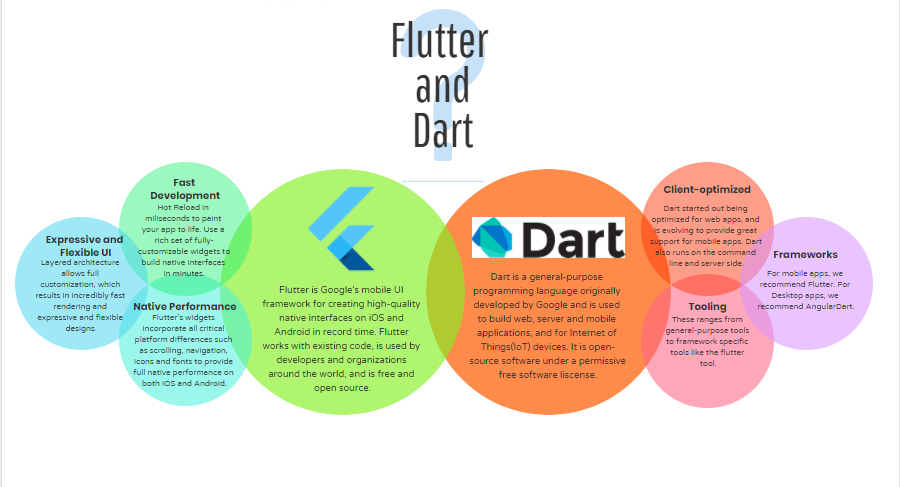 Flutter
and
Dart
?
Expressive and
Flexible UI
Layered architecture
allows full
customization, which
results in incredibly fast
rendering and
expressive and flexible
designs.
Fast
Development
Hot Reload in
miliseconds to paint
your app to life. Use a
rich set of fully-
customizable widgets to
build native interfaces
in minutes.
Native Performance
Flutter's widgets
incorporate all critical
platform differences such
as scrolling, navigation,
icons and fonts to provide
full native performance on
both iOS and Android.
Flutter is Google's mobile UI
framework for creating high-quality
native interfaces on iOS and
Android in record time. Flutter
works with existing code, is used by
developers and organizations
around the world, and is free and
open source.
Dart
Dart is a general-purpose
programming language originally
developed by Google and is used
to build web, server and mobile
applications, and for Internet of
Things(IoT) devices. It is open-
source software under a permissive
free software liscense.
Client-optimized
Dart started out being
optimized for web apps, and
is evolving to provide great
support for mobile apps. Dart
also runs on the command
line and server side.
Tooling
These ranges from
general-purpose tools
to framework specific
tools like the flutter
tool.
Frameworks
For mobile apps, we
recommend Flutter. For
Desktop apps, we
recommend AngularDart.